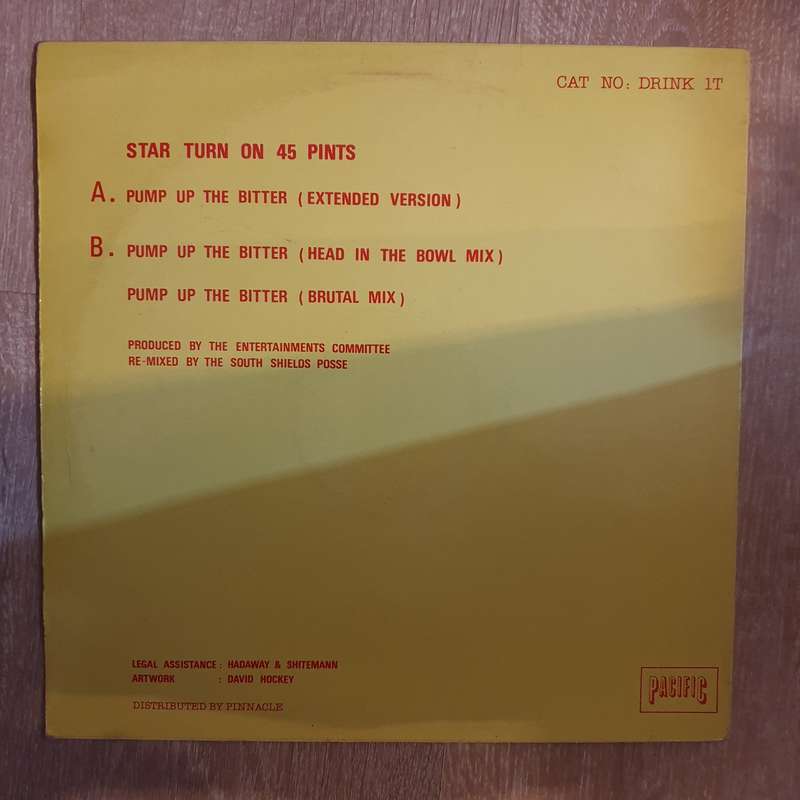 CAT NO: DRINK 1T
STAR TURN ON 45 PINTS
A. PUMP UP THE BITTER (EXTENDED VERSION)
B. PUMP UP THE BITTER (HEAD IN THE BOWL MIX)
PUMP UP THE BITTER (BRUTAL MIX)
PRODUCED BY THE ENTERTAINMENTS COMMITTEE
RE-MIXED BY THE SOUTH SHIELDS POSSE
LEGAL ASSISTANCE : HADAWAY & SHITEMANN
ARTWORK : DAVID HOCKEY
DISTRIBUTED BY PINNACLE
PACIFIC